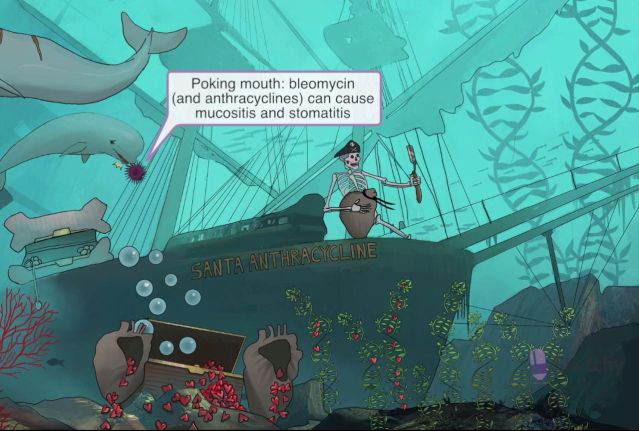 Poking mouth: bleomycin
(and anthracyclines) can cause
mucositis and stomatitis
SANTA ANTHRACYCLINE